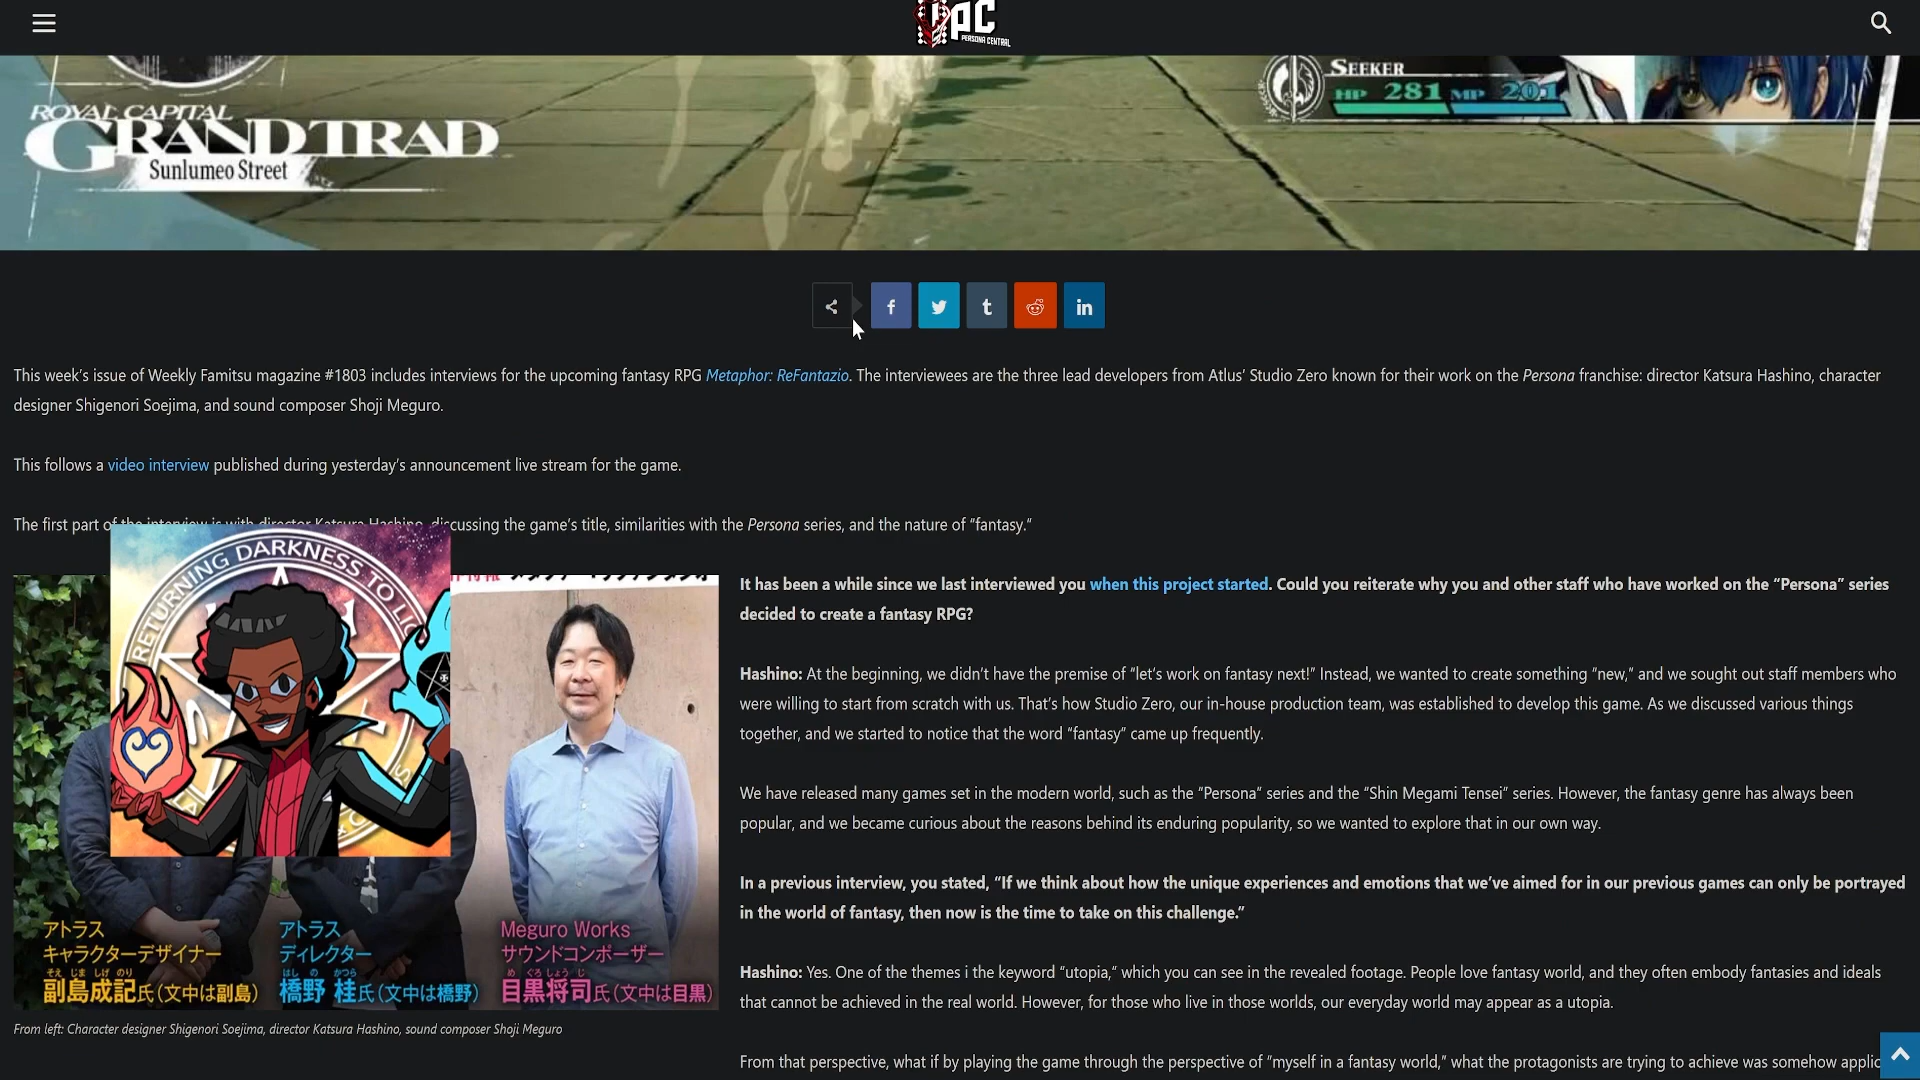 PC
PERSONA CENTRAL
ROYAL CAPITAL
GRAND TRAD
Sunlumeo Street
SEEKER
HP 281 MP 201
This week’s issue of Weekly Famitsu magazine #1803 includes interviews for the upcoming fantasy RPG Metaphor: ReFantazio. The interviewees are the three lead developers from Atlus’ Studio Zero known for their work on the Persona franchise: director Katsura Hashino, character
designer Shigenori Soejima, and sound composer Shoji Meguro.
This follows a video interview published during yesterday’s announcement live stream for the game.
The first part of the interview is with director Katsura Hashino, discussing the game’s title, similarities with the Persona series, and the nature of “fantasy.”
RETURNING DARKNESS TO LIG
アトラス
キャラクターデザイナー
そえ じま しげ のり
副島成記氏(文中は副島)
アトラス
ディレクター
はし の かつら
橋野 桂氏(文中は橋野)
Meguro Works
サウンドコンポーザー
め ぐろ しょう じ
目黒将司氏(文中は目黒)
From left: Character designer Shigenori Soejima, director Katsura Hashino, sound composer Shoji Meguro
It has been a while since we last interviewed you when this project started. Could you reiterate why you and other staff who have worked on the “Persona” series
decided to create a fantasy RPG?
Hashino: At the beginning, we didn’t have the premise of “let’s work on fantasy next!” Instead, we wanted to create something “new,” and we sought out staff members who
were willing to start from scratch with us. That’s how Studio Zero, our in-house production team, was established to develop this game. As we discussed various things
together, and we started to notice that the word “fantasy” came up frequently.
We have released many games set in the modern world, such as the “Persona” series and the “Shin Megami Tensei” series. However, the fantasy genre has always been
popular, and we became curious about the reasons behind its enduring popularity, so we wanted to explore that in our own way.
In a previous interview, you stated, “If we think about how the unique experiences and emotions that we’ve aimed for in our previous games can only be portrayed
in the world of fantasy, then now is the time to take on this challenge.”
Hashino: Yes. One of the themes i the keyword “utopia,” which you can see in the revealed footage. People love fantasy world, and they often embody fantasies and ideals
that cannot be achieved in the real world. However, for those who live in those worlds, our everyday world may appear as a utopia.
From that perspective, what if by playing the game through the perspective of “myself in a fantasy world,” what the protagonists are trying to achieve was somehow applic